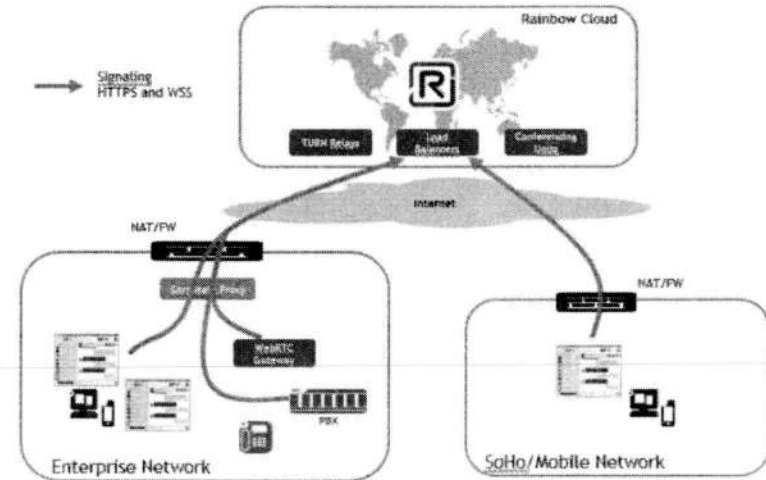 Rainbow Cloud
Signaling
HTTPS and WSS
R
TURN Relays
Load
Balancers
Conferencing
Units
Internet
NAT/FW
NAT/FW
Proxy
WebRTC
Gateway
PBX
Enterprise Network
SoHo/Mobile Network